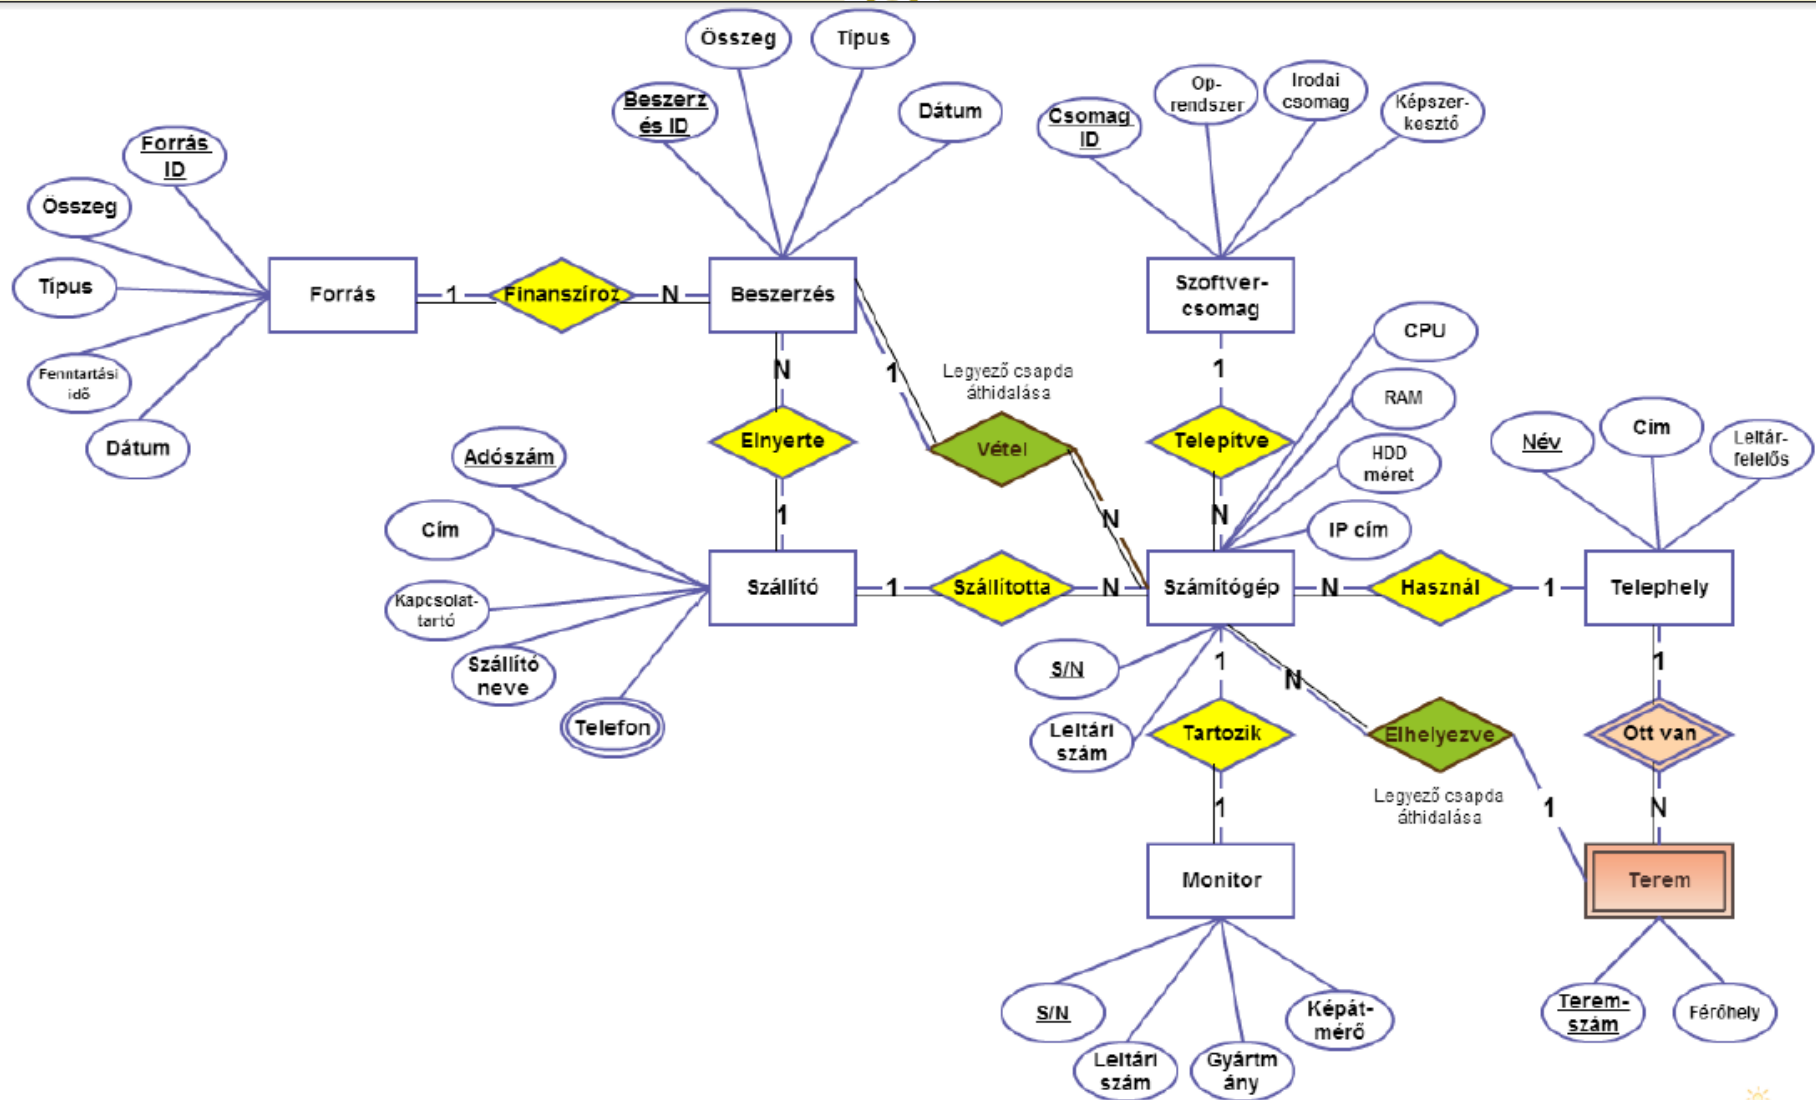 Összeg
Típus
Beszerz
és ID
Dátum
Op-
rendszer
Irodai
csomag
Képszer-
kesztő
Csomag
ID
Forrás
ID
Összeg
Típus
Fenntartási
idő
Dátum
Forrás
1
Finanszíroz
N
Beszerzés
Szoftver-
csomag
N
1
Legyező csapda
áthidalása
1
CPU
RAM
HDD
méret
IP cím
Elnyerte
Vétel
Telepítve
Név
Cím
Leltár-
felelős
Adószám
Cím
Kapcsolat-
tartó
Szállító
neve
Telefon
1
N
N
Szállító
1
Szállította
N
Számítógép
N
Használ
1
Telephely
S/N
Leltári
szám
1
N
1
Tartozik
Elhelyezve
Ott van
Legyező csapda
áthidalása
1
1
N
Monitor
Terem
S/N
Leltári
szám
Gyártm
ány
Képát-
mérő
Terem-
szám
Férőhely